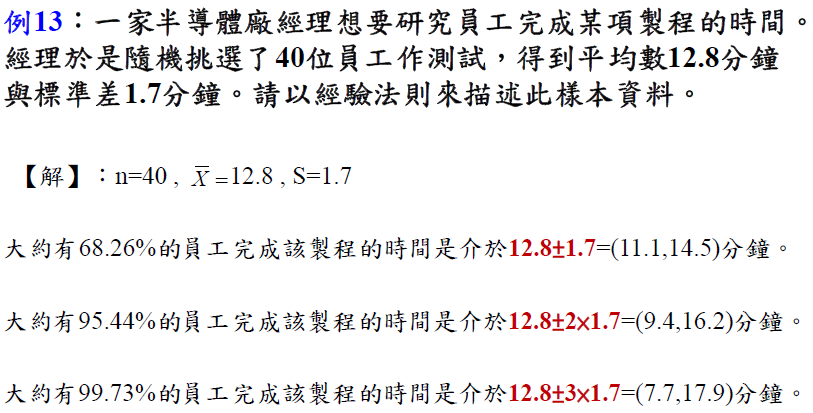 例13：一家半導體廠經理想要研究員工完成某項製程的時間。
經理於是隨機挑選了40位員工作測試，得到平均數12.8分鐘
與標準差1.7分鐘。請以經驗法則來描述此樣本資料。
【解】：n=40 , X̅ =12.8 , S=1.7
大約有68.26%的員工完成該製程的時間是介於12.8±1.7=(11.1,14.5)分鐘。
大約有95.44%的員工完成該製程的時間是介於12.8±2×1.7=(9.4,16.2)分鐘。
大約有99.73%的員工完成該製程的時間是介於12.8±3×1.7=(7.7,17.9)分鐘。